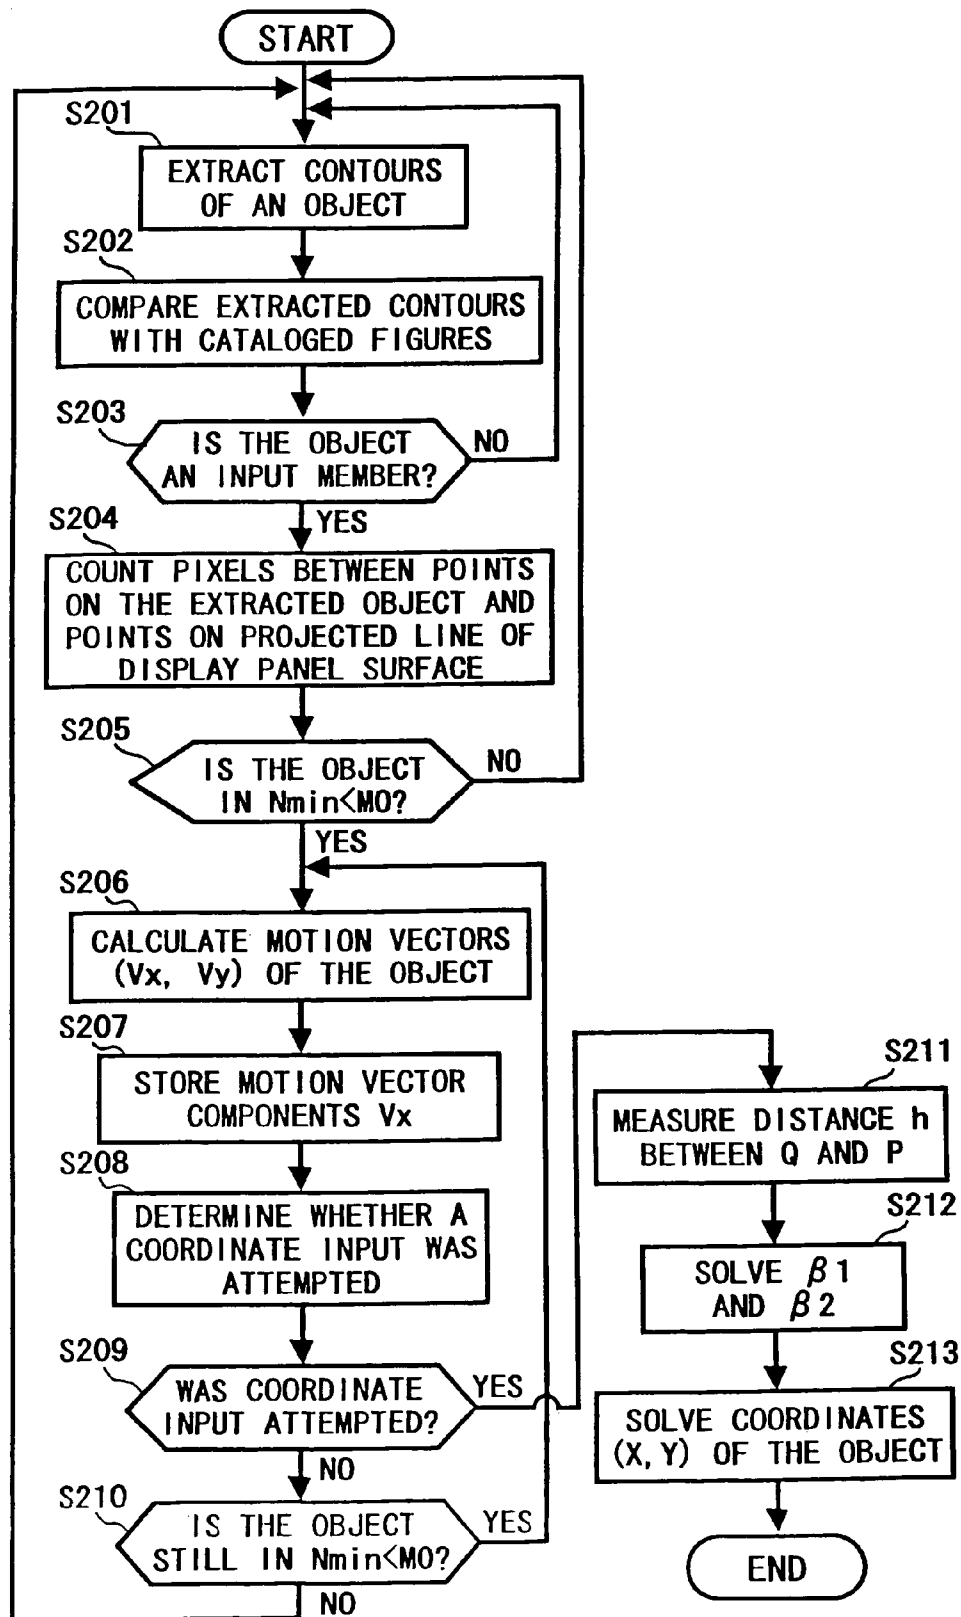 START
S201
EXTRACT CONTOURS
OF AN OBJECT
S202
COMPARE EXTRACTED CONTOURS
WITH CATALOGED FIGURES
S203
IS THE OBJECT
AN INPUT MEMBER?
NO
YES
S204
COUNT PIXELS BETWEEN POINTS
ON THE EXTRACTED OBJECT AND
POINTS ON PROJECTED LINE OF
DISPLAY PANEL SURFACE
S205
IS THE OBJECT
IN Nmin<M0?
NO
YES
S206
CALCULATE MOTION VECTORS
(Vx, Vy) OF THE OBJECT
S207
STORE MOTION VECTOR
COMPONENTS Vx
S208
DETERMINE WHETHER A
COORDINATE INPUT WAS
ATTEMPTED
S209
WAS COORDINATE
INPUT ATTEMPTED?
YES
NO
S210
IS THE OBJECT
STILL IN Nmin<M0?
YES
NO
S211
MEASURE DISTANCE h
BETWEEN Q AND P
S212
SOLVE β1
AND β2
S213
SOLVE COORDINATES
(X,Y) OF THE OBJECT
END